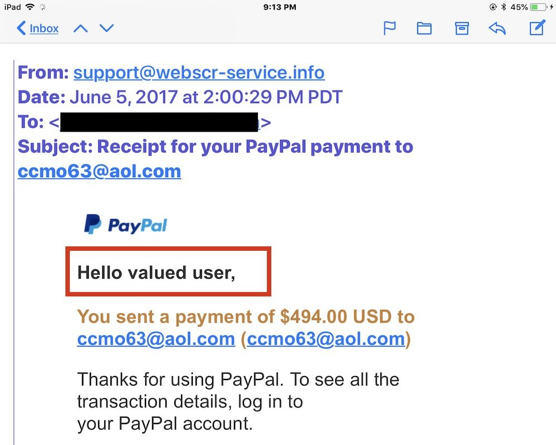 iPad 9:13 PM 45%
Inbox
From: support@webscr-service.info
Date: June 5, 2017 at 2:00:29 PM PDT
To: < >
Subject: Receipt for your PayPal payment to
ccmo63@aol.com
PayPal
Hello valued user,
You sent a payment of $494.00 USD to
ccmo63@aol.com (ccmo63@aol.com)
Thanks for using PayPal. To see all the
transaction details, log in to
your PayPal account.